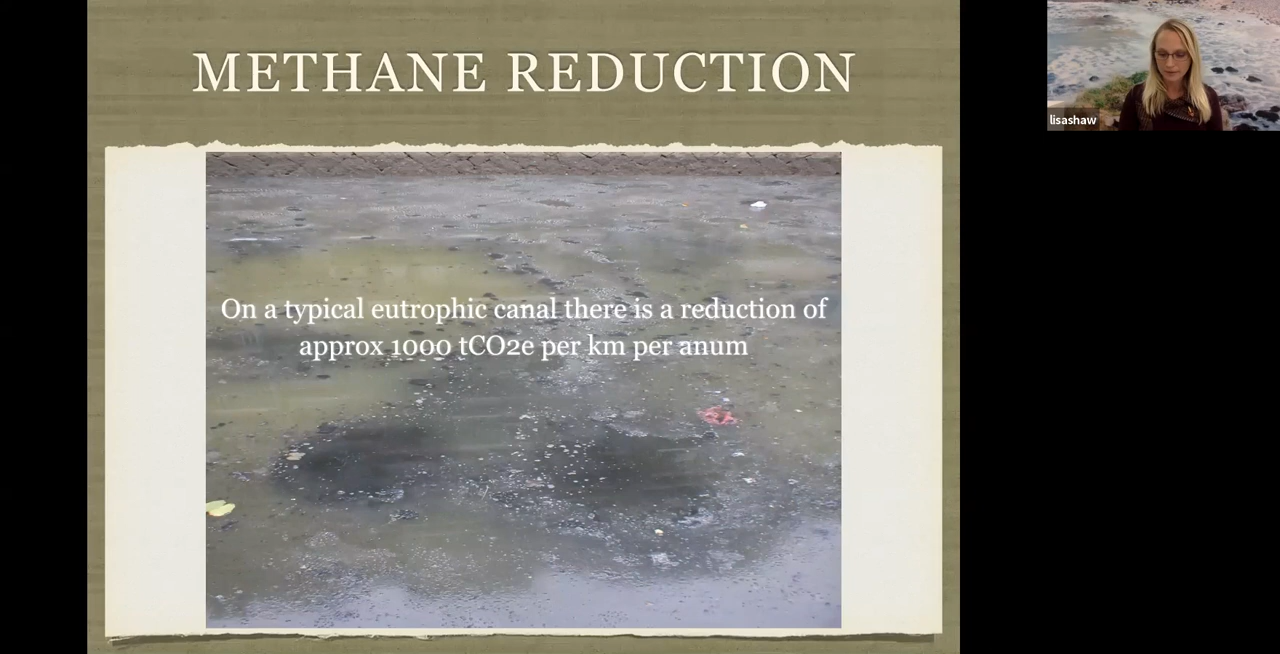 METHANE REDUCTION
lisashaw
On a typical eutrophic canal there is a reduction of
approx 1000 tCO2e per km per anum